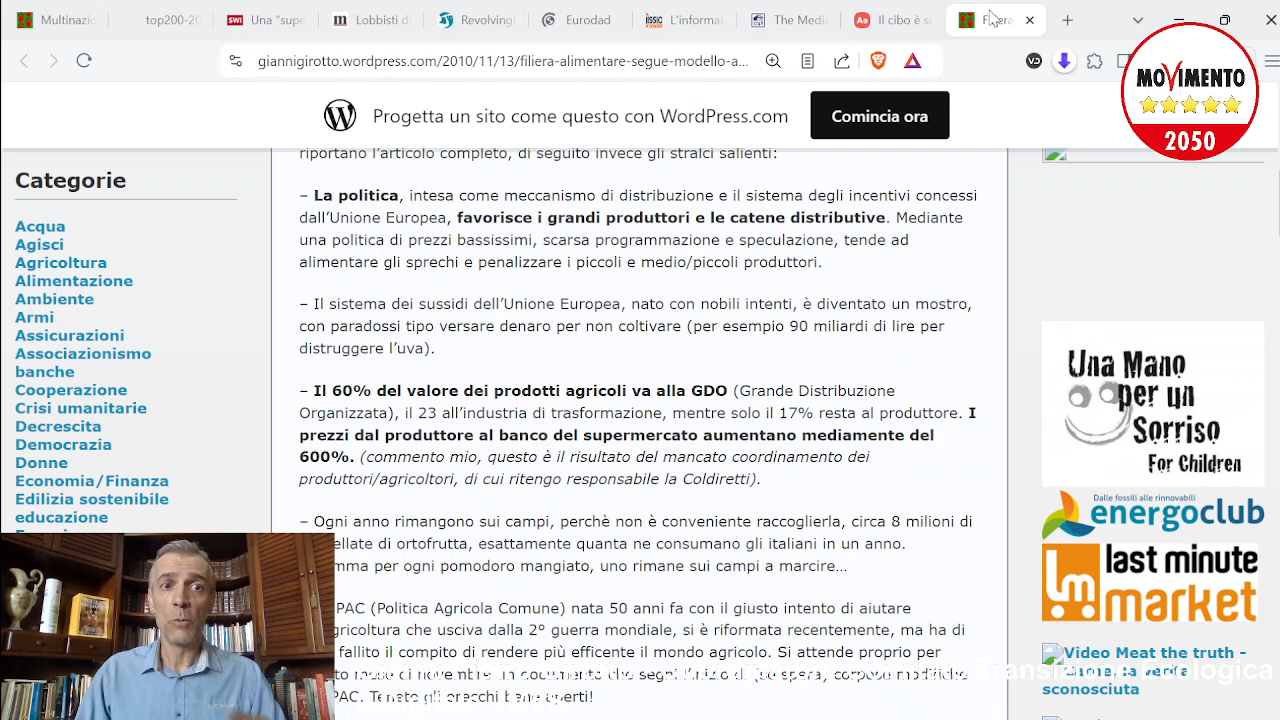 Multinazio
top200-20
SWI Una "supe
Lobbisti d
Revolving
Eurodad
L'informa
The Media
Il cibo è se
Filiera
giannigirotto.wordpress.com/2010/11/13/filiera-alimentare-segue-modello-a...
MOVIMENTO
2050
Progetta un sito come questo con WordPress.com
Comincia ora
riportano l'articolo completo, di seguito invece gli stralci salienti:
Categorie
Acqua
Agisci
Agricoltura
Alimentazione
Ambiente
Armi
Assicurazioni
Associazionismo
banche
Cooperazione
Crisi umanitarie
Decrescita
Democrazia
Donne
Economia/Finanza
Edilizia sostenibile
educazione
– La politica, intesa come meccanismo di distribuzione e il sistema degli incentivi concessi
dall'Unione Europea, favorisce i grandi produttori e le catene distributive. Mediante
una politica di prezzi bassissimi, scarsa programmazione e speculazione, tende ad
alimentare gli sprechi e penalizzare i piccoli e medio/piccoli produttori.
– Il sistema dei sussidi dell'Unione Europea, nato con nobili intenti, è diventato un mostro,
con paradossi tipo versare denaro per non coltivare (per esempio 90 miliardi di lire per
distruggere l'uva).
– Il 60% del valore dei prodotti agricoli va alla GDO (Grande Distribuzione
Organizzata), il 23 all'industria di trasformazione, mentre solo il 17% resta al produttore. I
prezzi dal produttore al banco del supermercato aumentano mediamente del
600%. (commento mio, questo è il risultato del mancato coordinamento dei
produttori/agricoltori, di cui ritengo responsabile la Coldiretti).
– Ogni anno rimangono sui campi, perchè non è conveniente raccoglierla, circa 8 milioni di
ortofrutta, esattamente quanta ne consumano gli italiani in un anno.
per ogni pomodoro mangiato, uno rimane sui campi a marcire...
PAC (Politica Agricola Comune) nata 50 anni fa con il giusto intento di aiutare
che usciva dalla 2° guerra mondiale, si è riformata recentemente, ma ha di
fallito il compito di rendere più efficente il mondo agricolo. Si attende proprio per
PAC.
Una Mano
per un
Sorriso
For Children
Dalle fossili alle rinnovabili
energoclub
lm last minute
market
Video Meat the truth -
sconosciuta
Transizione Ecologica